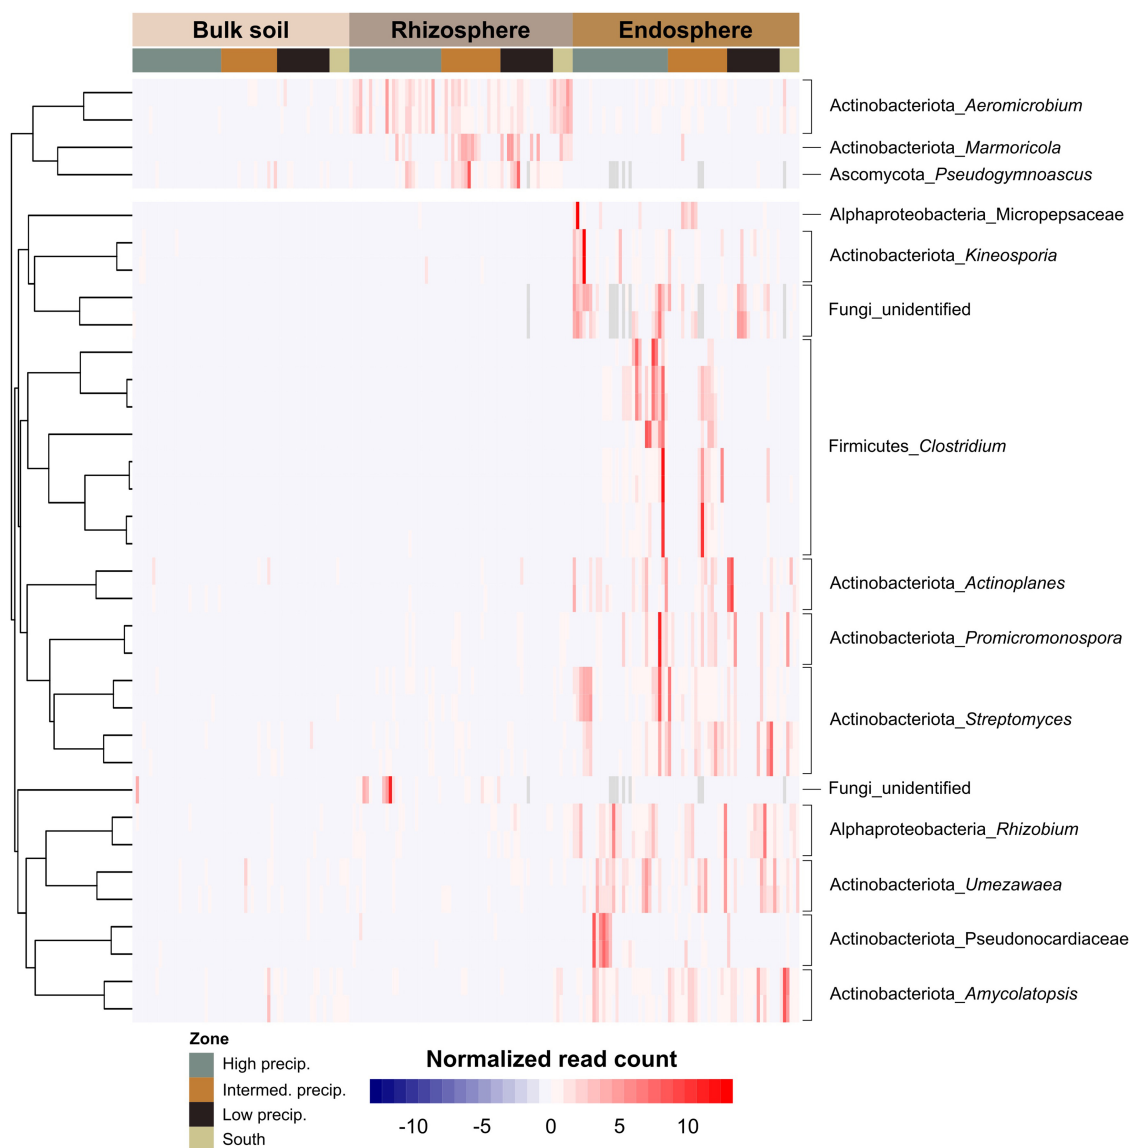 Bulk soil Rhizosphere Endosphere
Actinobacteriota_Aeromicrobium
Actinobacteriota_Marmoricola
Ascomycota_Pseudogymnoascus
Alphaproteobacteria_Micropepsaceae
Actinobacteriota_Kineosporia
Fungi_unidentified
Firmicutes_Clostridium
Actinobacteriota_Actinoplanes
Actinobacteriota_Promicromonospora
Actinobacteriota_Streptomyces
Fungi_unidentified
Alphaproteobacteria_Rhizobium
Actinobacteriota_Umezawaea
Actinobacteriota_Pseudonocardiaceae
Actinobacteriota_Amycolatopsis
Zone
High precip.
Intermed. precip.
Low precip.
South
Normalized read count
-10 -5 0 5 10